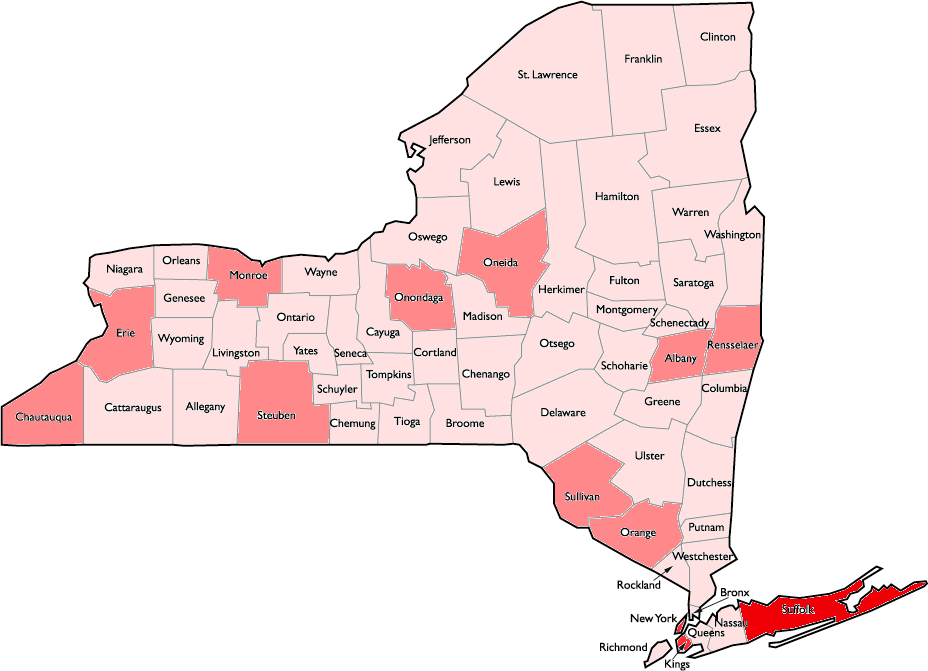 Clinton
Franklin
St. Lawrence
Essex
Jefferson
Lewis
Hamilton
Warren
Washington
Oswego
Oneida
Orleans
Niagara
Monroe
Wayne
Herkimer
Fulton
Saratoga
Genesee
Onondaga
Montgomery
Ontario
Madison
Schenectady
Erie
Cayuga
Wyoming
Otsego
Rensselaer
Livingston
Yates
Seneca
Cortland
Albany
Schoharie
Tompkins
Chenango
Schuyler
Columbia
Greene
Cattaraugus
Allegany
Delaware
Chautauqua
Steuben
Chemung
Tioga
Broome
Ulster
Dutchess
Sullivan
Putnam
Orange
Westchester
Rockland
Bronx
Suffolk
New York
Nassau
Queens
Richmond
Kings